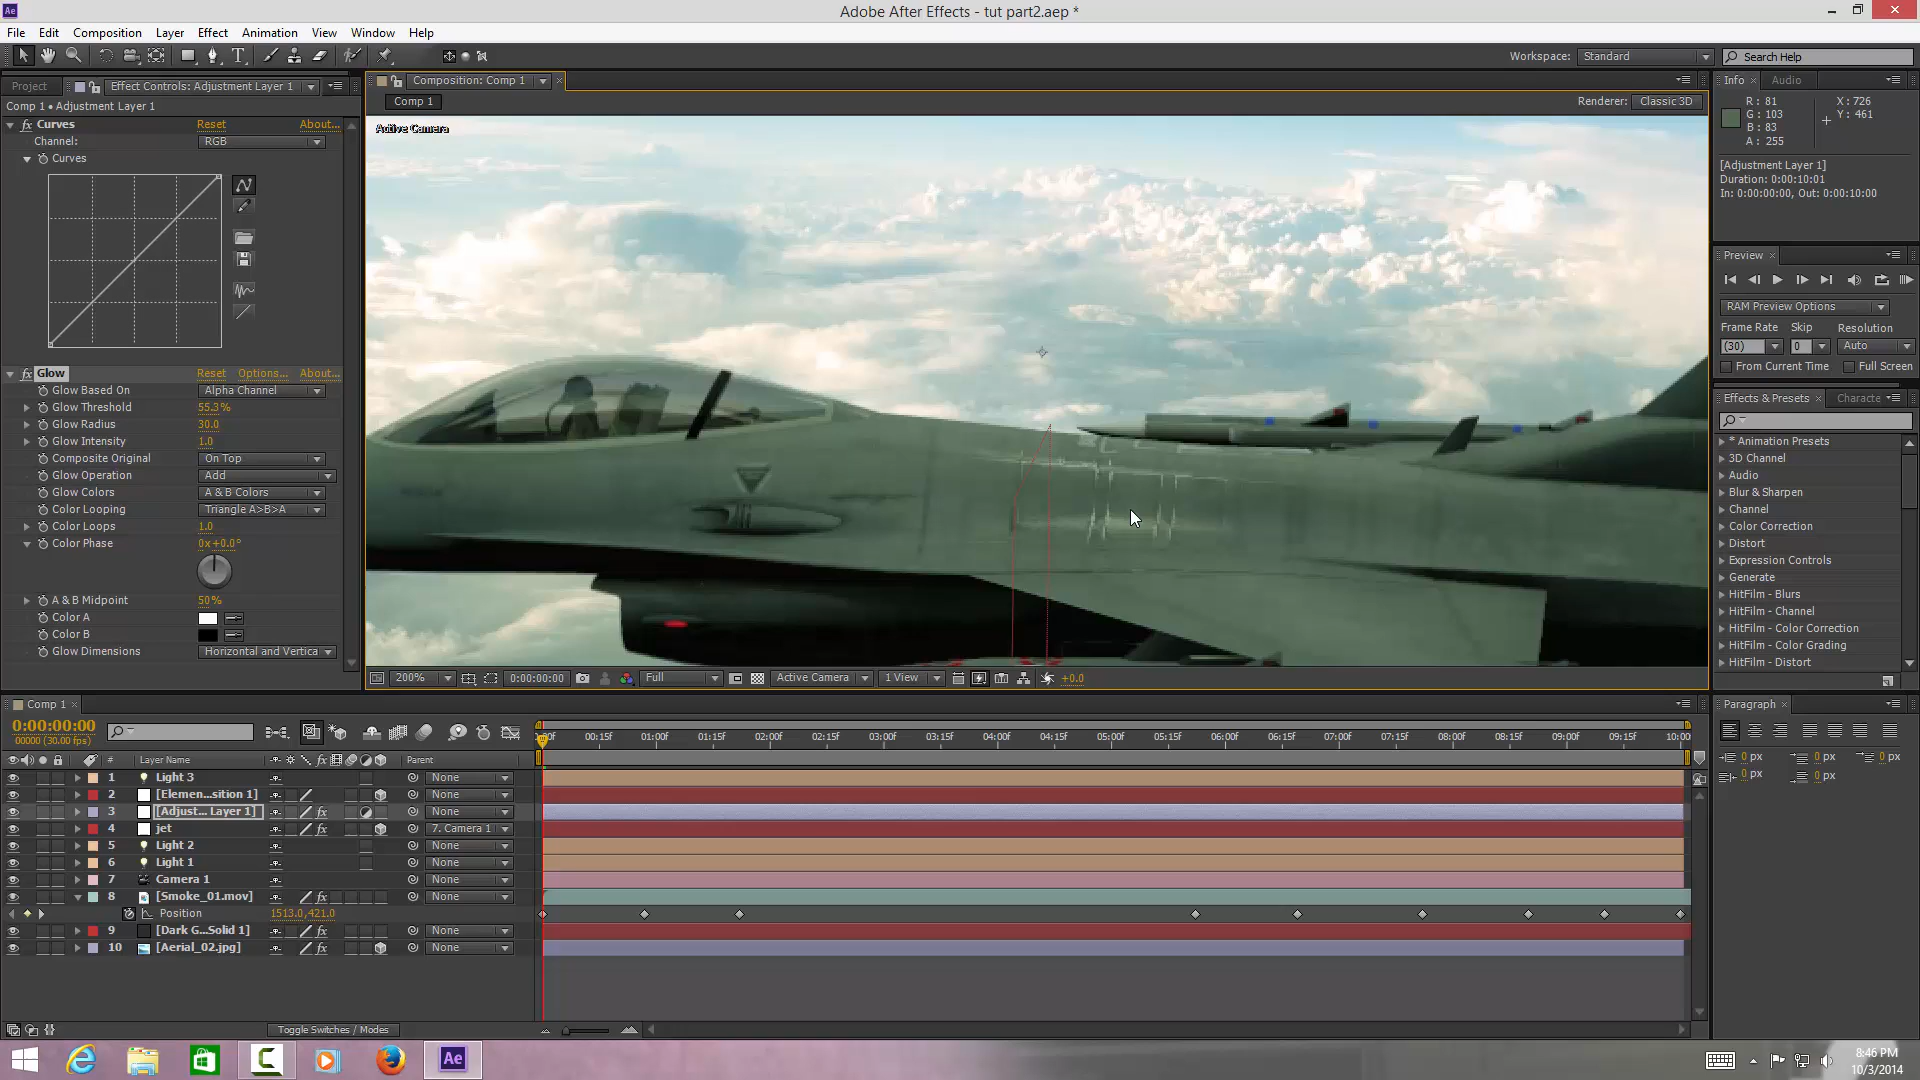 Adobe After Effects - tut part2.aep *
File Edit Composition Layer Effect Animation View Window Help
Workspace: Standard Search Help
Project Effect Controls: Adjustment Layer 1
Comp 1 • Adjustment Layer 1
fx Curves Reset About...
Channel: RGB
Curves
fx Glow Reset Options... About...
Glow Based On Alpha Channel
Glow Threshold 55.3%
Glow Radius 30.0
Glow Intensity 1.0
Composite Original On Top
Glow Operation Add
Glow Colors A & B Colors
Color Looping Triangle A>B>A
Color Loops 1.0
Color Phase 0x+0.0°
A & B Midpoint 50%
Color A
Color B
Glow Dimensions Horizontal and Vertica
Composition: Comp 1
Comp 1
Renderer: Classic 3D
Active Camera
200% 0:00:00:00 Full Active Camera 1 View +0.0
Info Audio
R: 81 X: 726
G: 103 Y: 461
B: 83
A: 255
[Adjustment Layer 1]
Duration: 0:00:10:01
In: 0:00:00:00, Out: 0:00:10:00
Preview
RAM Preview Options
Frame Rate Skip Resolution
(30) 0 Auto
From Current Time Full Screen
Effects & Presets Characte
* Animation Presets
3D Channel
Audio
Blur & Sharpen
Channel
Color Correction
Distort
Expression Controls
Generate
HitFilm - Blurs
HitFilm - Channel
HitFilm - Color Correction
HitFilm - Color Grading
HitFilm - Distort
Paragraph
0 px 0 px 0 px
0 px 0 px
Comp 1
0:00:00:00
00000 (30.00 fps)
00:15f 01:00f 01:15f 02:00f 02:15f 03:00f 03:15f 04:00f 04:15f 05:00f 05:15f 06:00f 06:15f 07:00f 07:15f 08:00f 08:15f 09:00f 09:15f 10:00
# Layer Name Parent
1 Light 3 None
2 [Elemen...sition 1] None
3 [Adjust... Layer 1] fx None
4 jet fx 7. Camera 1
5 Light 2 None
6 Light 1 None
7 Camera 1 None
8 [Smoke_01.mov] fx None
Position 1513.0,421.0
9 [Dark G...Solid 1] fx None
10 [Aerial_02.jpg] fx None
Toggle Switches / Modes
Ae
8:46 PM
10/3/2014